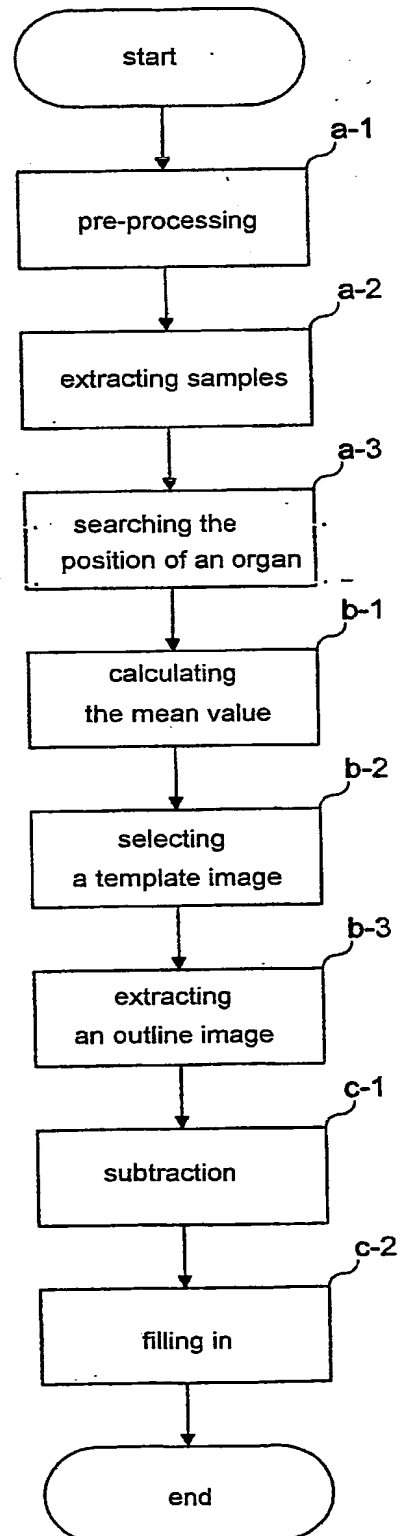 start
a-1
pre-processing
a-2
extracting samples
a-3
searching the
position of an organ
b-1
calculating
the mean value
b-2
selecting
a template image
b-3
extracting
an outline image
c-1
subtraction
c-2
filling in
end